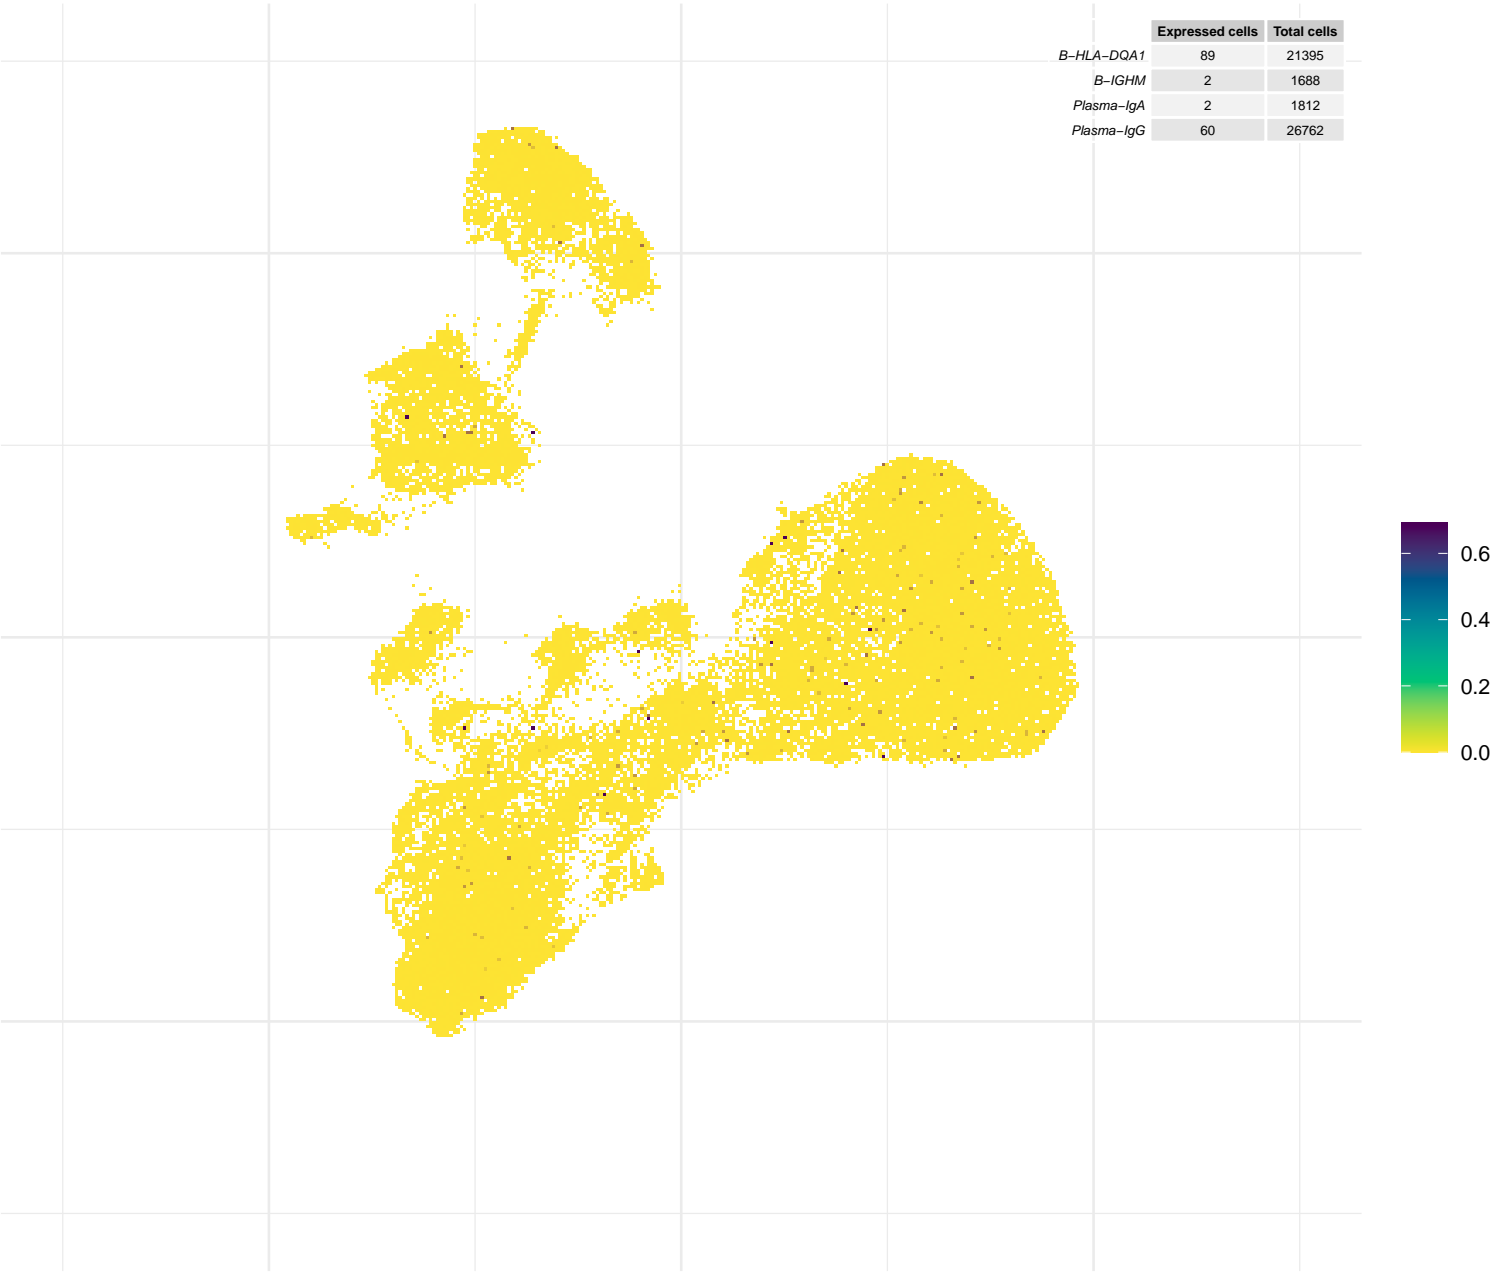 Expressed cells Total cells
B−HLA−DQA1 89 21395
B−IGHM 2 1688
Plasma−IgA 2 1812
Plasma−IgG 60 26762
0.6
0.4
0.2
0.0